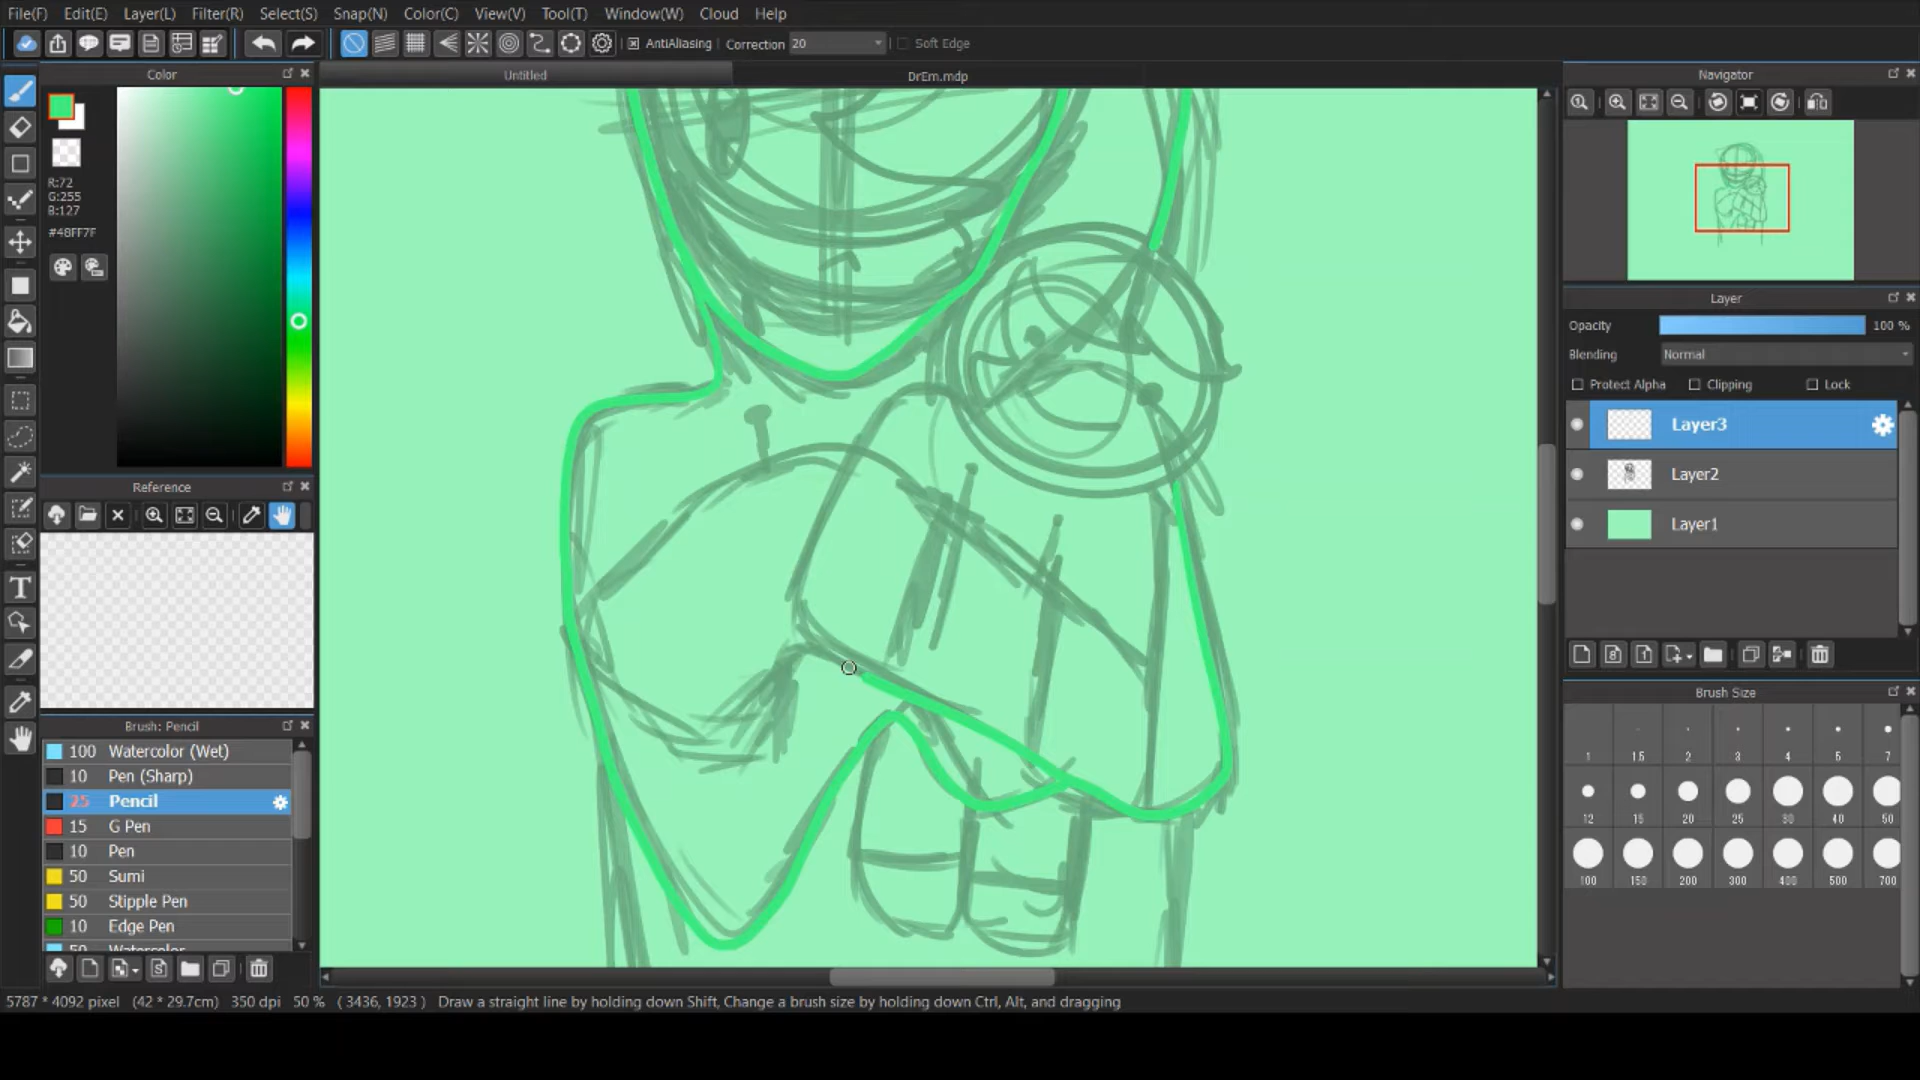 File(F) Edit(E) Layer(L) Filter(R) Select(S) Snap(N) Color(C) View(V) Tool(T) Window(W) Cloud Help
AntiAliasing Correction 20 Soft Edge
Color
Untitled
DrEm.mdp
Navigator
R:72
G:255
B:127
#48FF7F
Layer
Opacity 100 %
Blending Normal
Protect Alpha Clipping Lock
Layer3
Layer2
Layer1
Reference
Brush: Pencil
100 Watercolor (Wet)
10 Pen (Sharp)
25 Pencil
15 G Pen
10 Pen
50 Sumi
50 Stipple Pen
10 Edge Pen
50 Watercolor
Brush Size
1 1.5 2 3 4 5 7
12 15 20 25 30 40 50
100 150 200 300 400 500 700
5787 * 4092 pixel (42 * 29.7cm) 350 dpi 50 % ( 3436, 1923 ) Draw a straight line by holding down Shift, Change a brush size by holding down Ctrl, Alt, and dragging